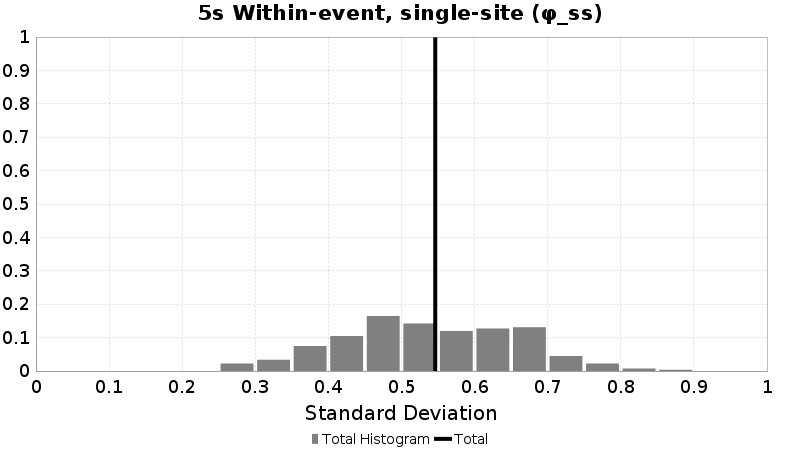 5s Within-event, single-site (φ_ss)
1
0.9
0.8
0.7
0.6
0.5
0.4
0.3
0.2
0.1
0
0 0.1 0.2 0.3 0.4 0.5 0.6 0.7 0.8 0.9 1
Standard Deviation
Total Histogram Total